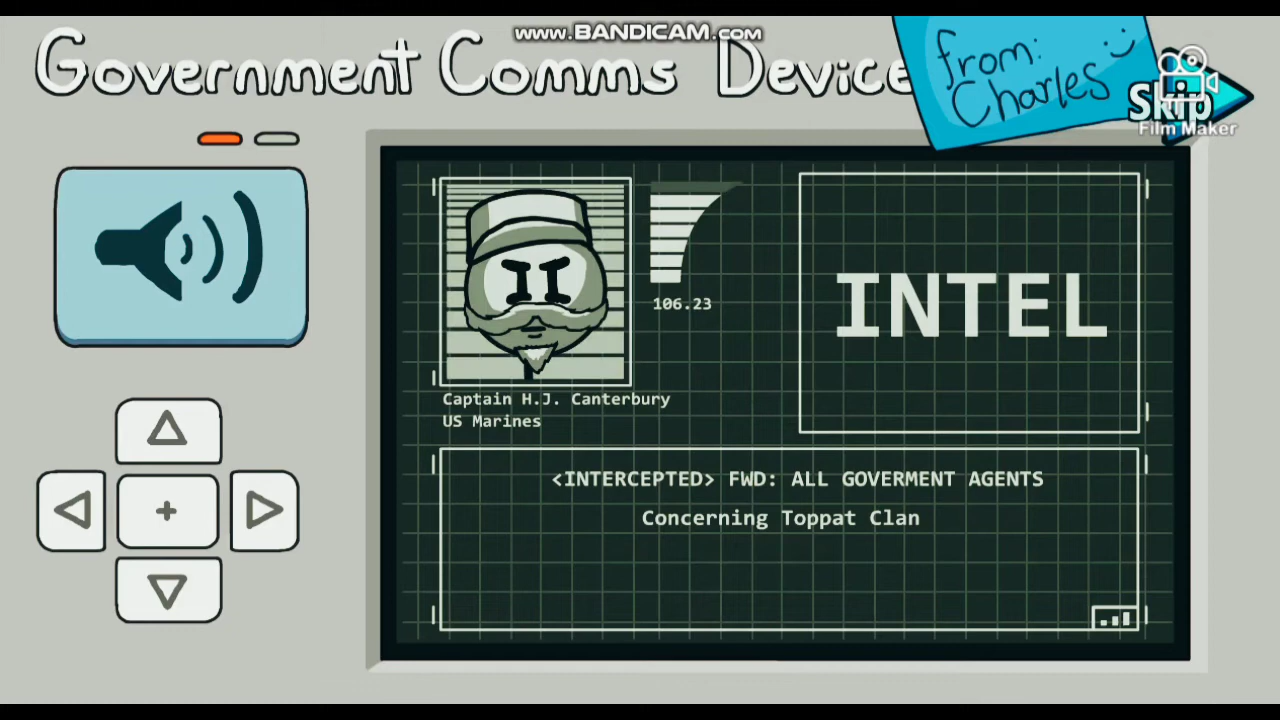 www.BANDICAM.com
Government Comms Device
from: :)
Charles
Skip
Film Maker
106.23
INTEL
Captain H.J. Canterbury
US Marines
<INTERCEPTED> FWD: ALL GOVERMENT AGENTS
Concerning Toppat Clan